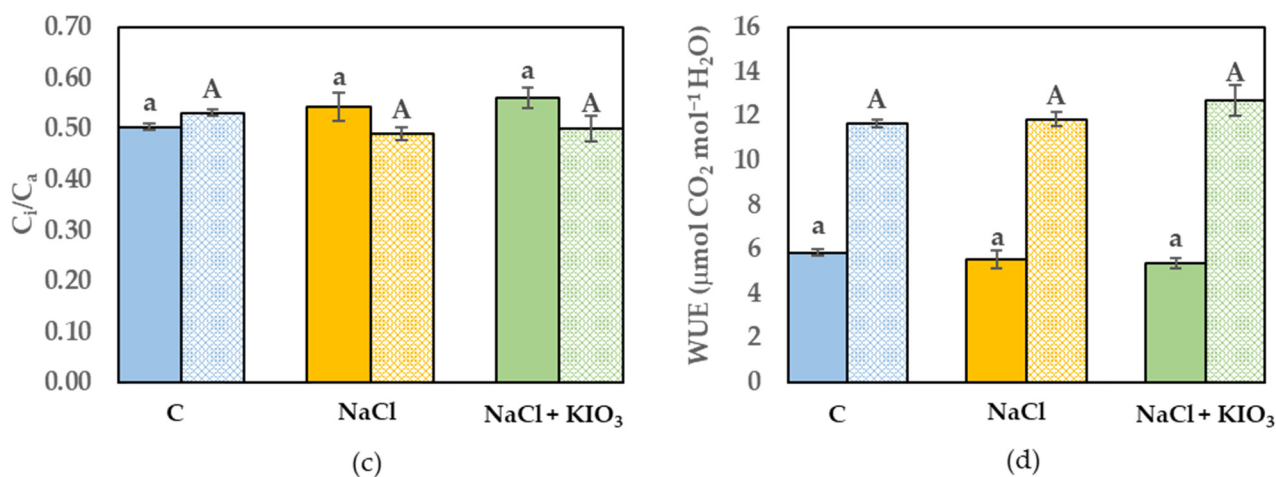 0.70
0.60
0.50
0.40
0.30
0.20
0.10
0.00
Cᵢ/Cₐ
a A a A a A
C NaCl NaCl + KIO₃
(c)
16
14
12
10
8
6
4
2
0
WUE (µmol CO₂ mol⁻¹ H₂O)
a A a A a A
C NaCl NaCl + KIO₃
(d)